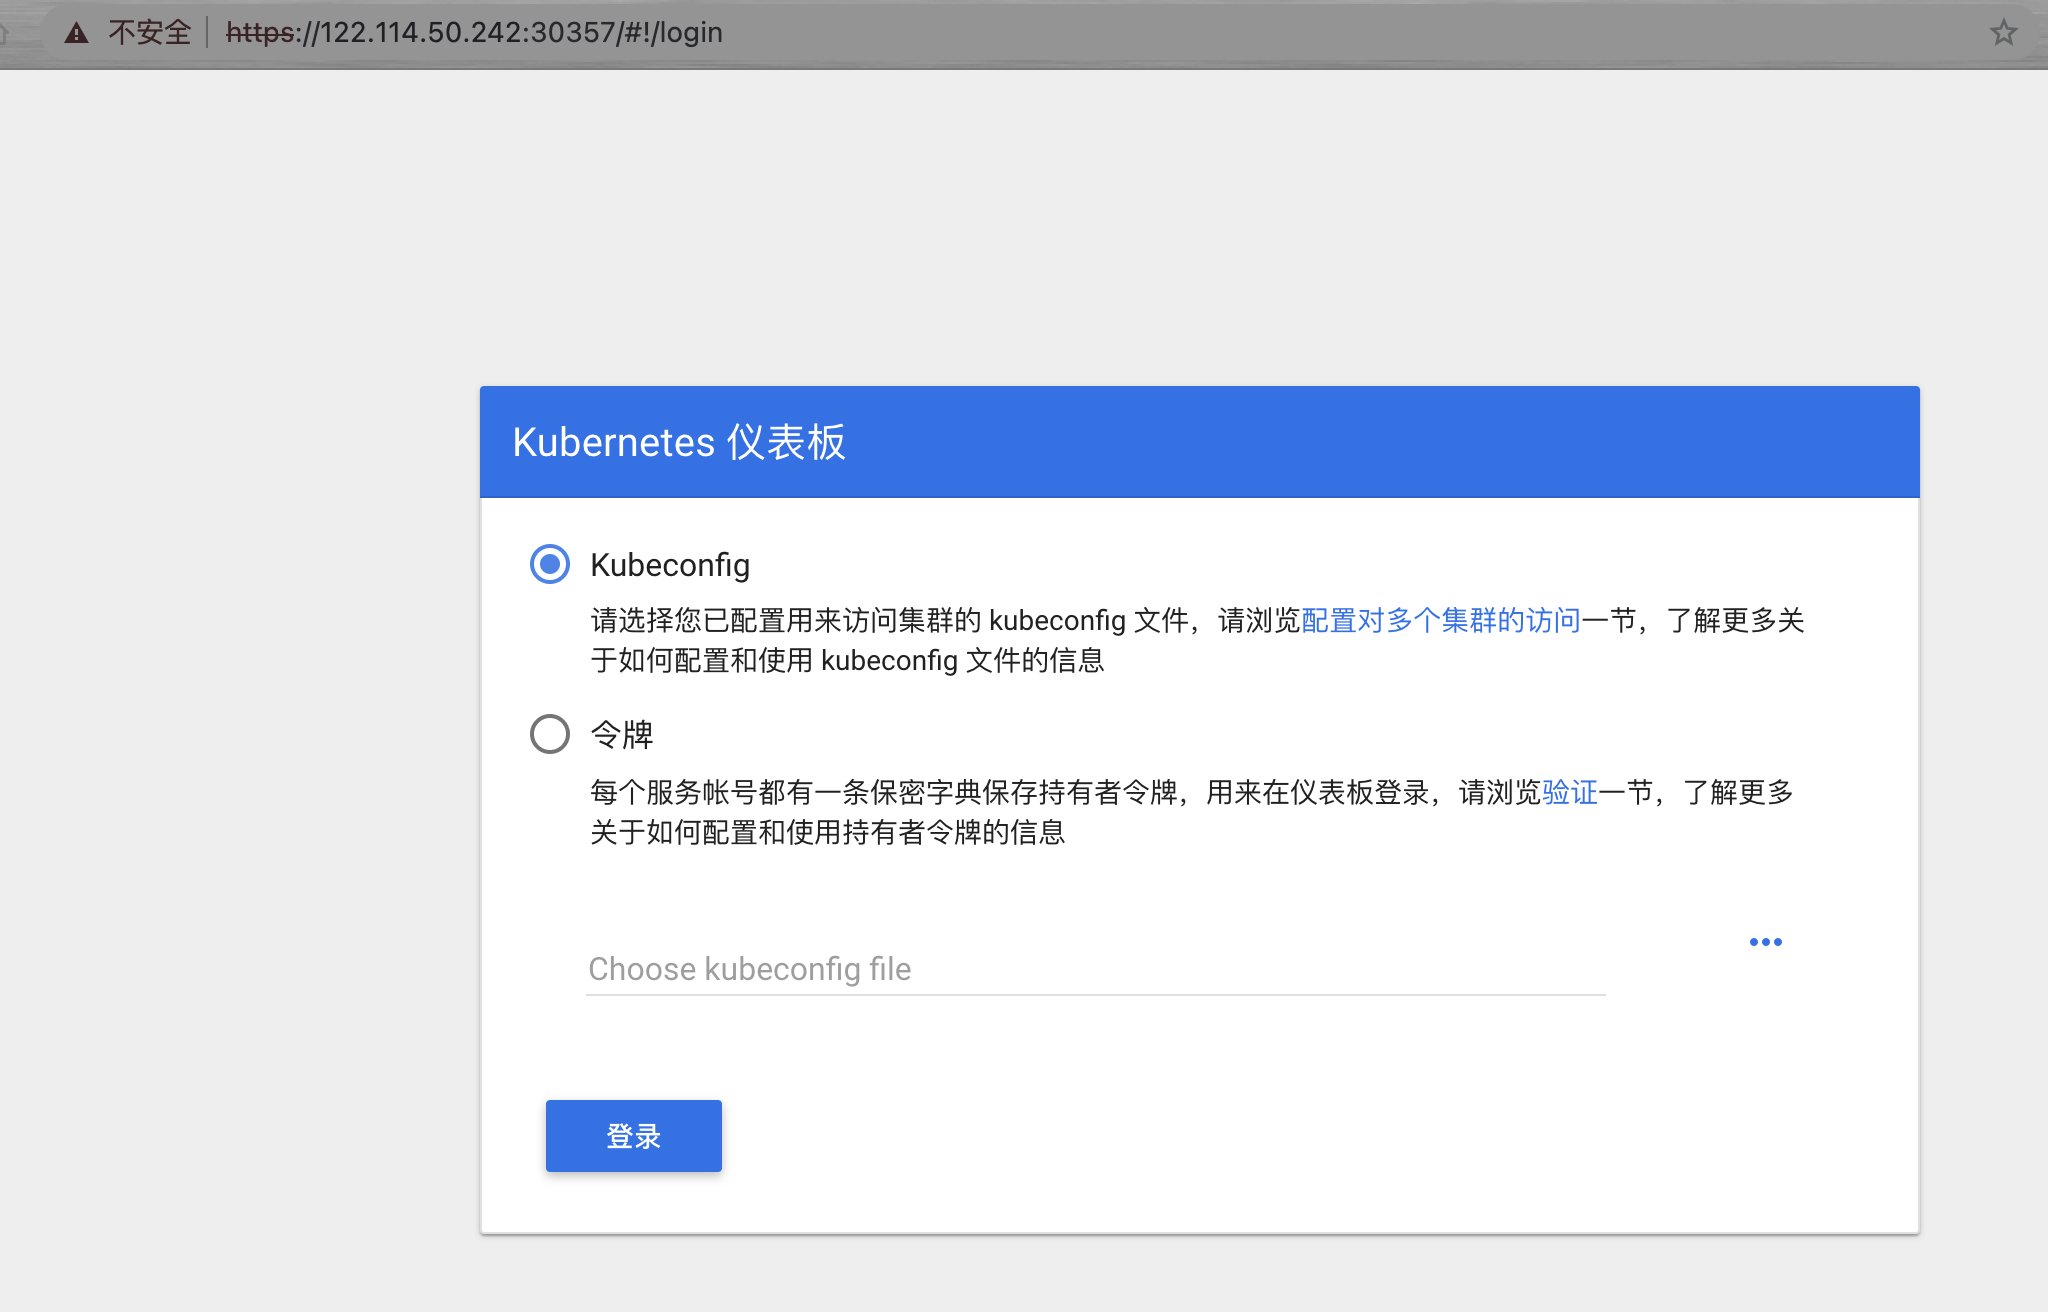 不安全 https://122.114.50.242:30357/#!/login
Kubernetes 仪表板
Kubeconfig
请选择您已配置用来访问集群的 kubeconfig 文件，请浏览配置对多个集群的访问一节，了解更多关
于如何配置和使用 kubeconfig 文件的信息
令牌
每个服务帐号都有一条保密字典保存持有者令牌，用来在仪表板登录，请浏览验证一节，了解更多
关于如何配置和使用持有者令牌的信息
Choose kubeconfig file
登录